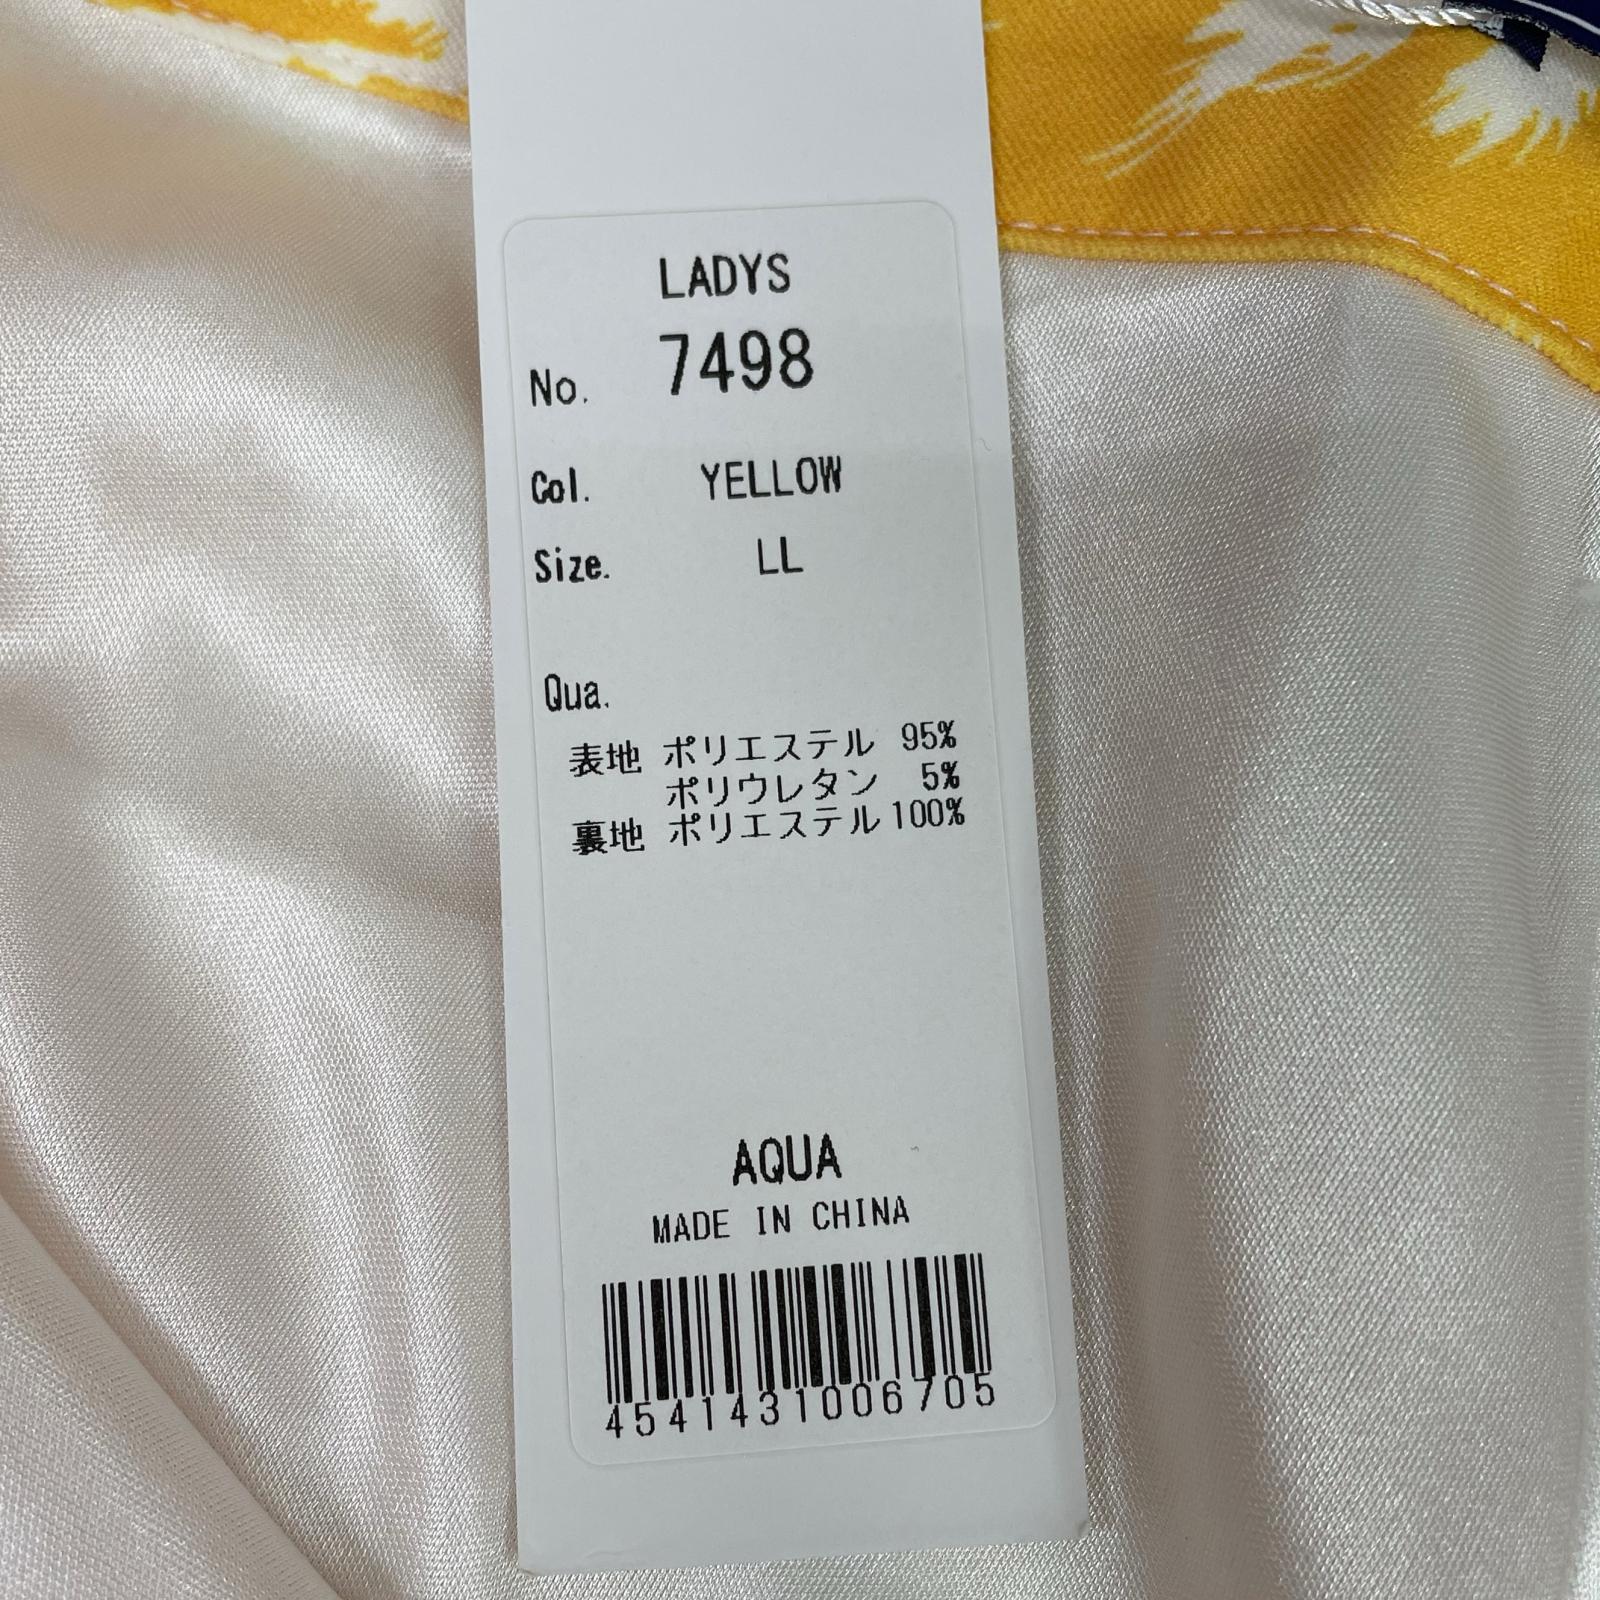 LADYS
No. 7498
Col. YELLOW
Size. LL
Qua.
表地 ポリエステル 95%
ポリウレタン 5%
裏地 ポリエステル 100%
AQUA
MADE IN CHINA
4541431006705